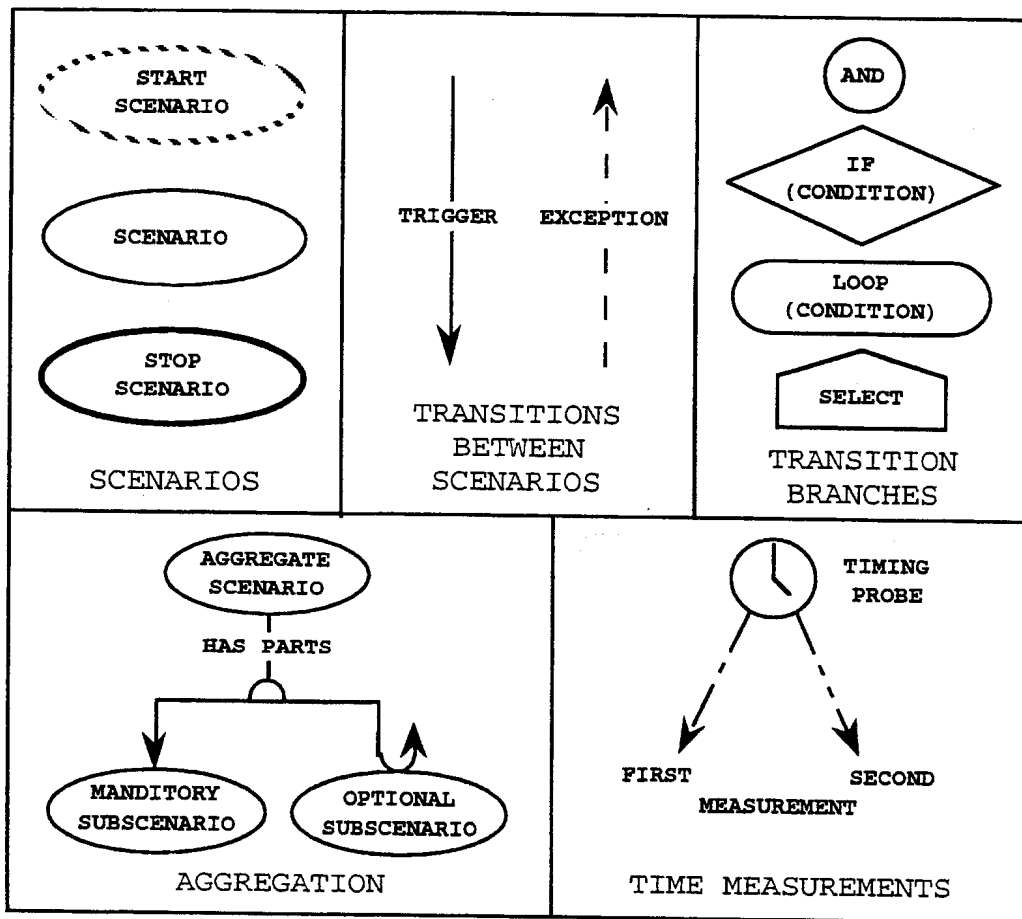 START
SCENARIO
SCENARIO
STOP
SCENARIO
SCENARIOS
TRIGGER
EXCEPTION
TRANSITIONS
BETWEEN
SCENARIOS
AND
IF
(CONDITION)
LOOP
(CONDITION)
SELECT
TRANSITION
BRANCHES
AGGREGATE
SCENARIO
HAS PARTS
MANDITORY
SUBSCENARIO
OPTIONAL
SUBSCENARIO
AGGREGATION
TIMING
PROBE
FIRST
SECOND
MEASUREMENT
TIME MEASUREMENTS